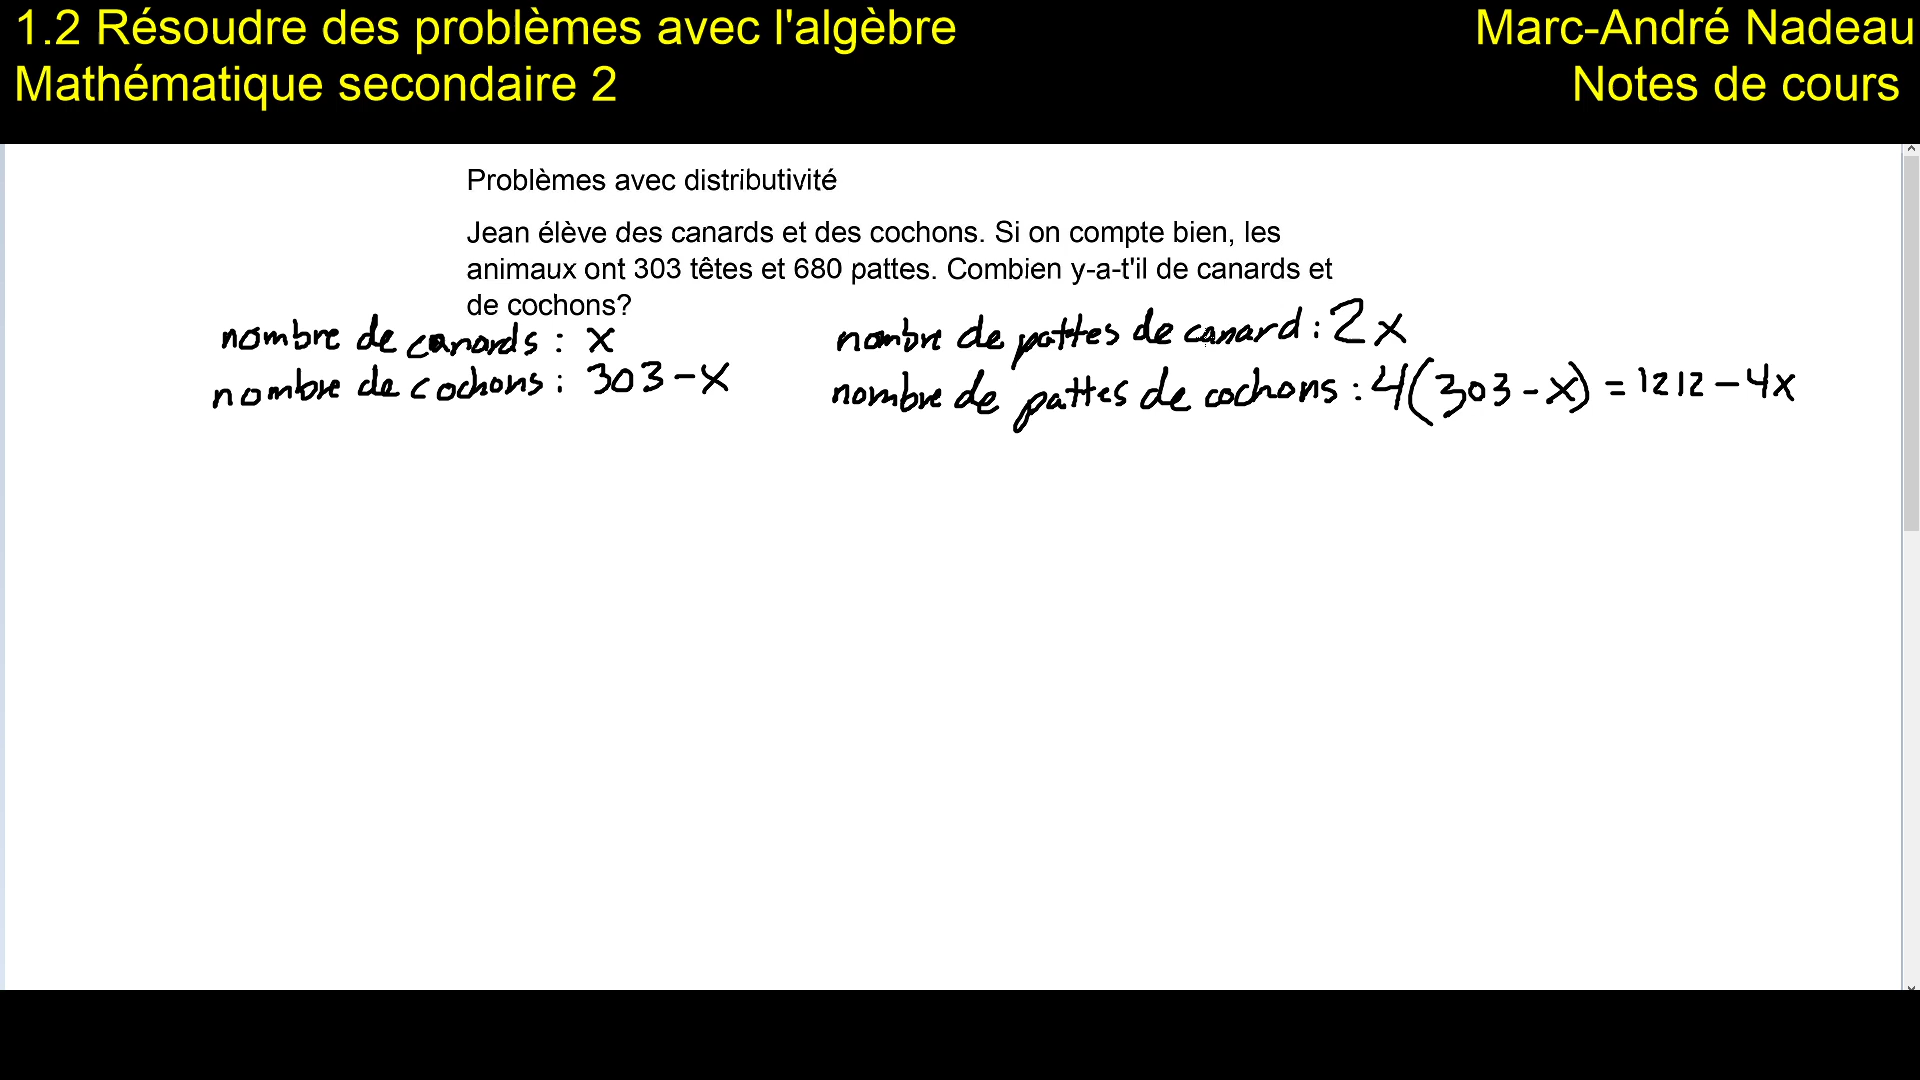 1.2 Résoudre des problèmes avec l'algèbre
Mathématique secondaire 2
Marc-André Nadeau
Notes de cours
Problèmes avec distributivité
Jean élève des canards et des cochons. Si on compte bien, les
animaux ont 303 têtes et 680 pattes. Combien y-a-t'il de canards et
de cochons?
nombre de canards : x
nombre de cochons : 303 - x
nombre de pattes de canard : 2x
nombre de pattes de cochons : 4(303 - x) = 1212 - 4x